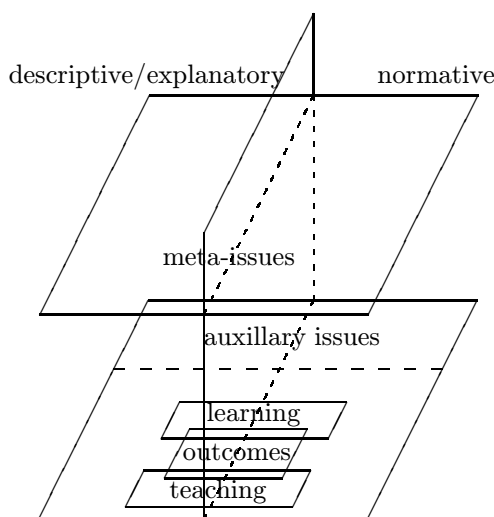 descriptive/explanatory normative
meta-issues
auxillary issues
learning
outcomes
teaching